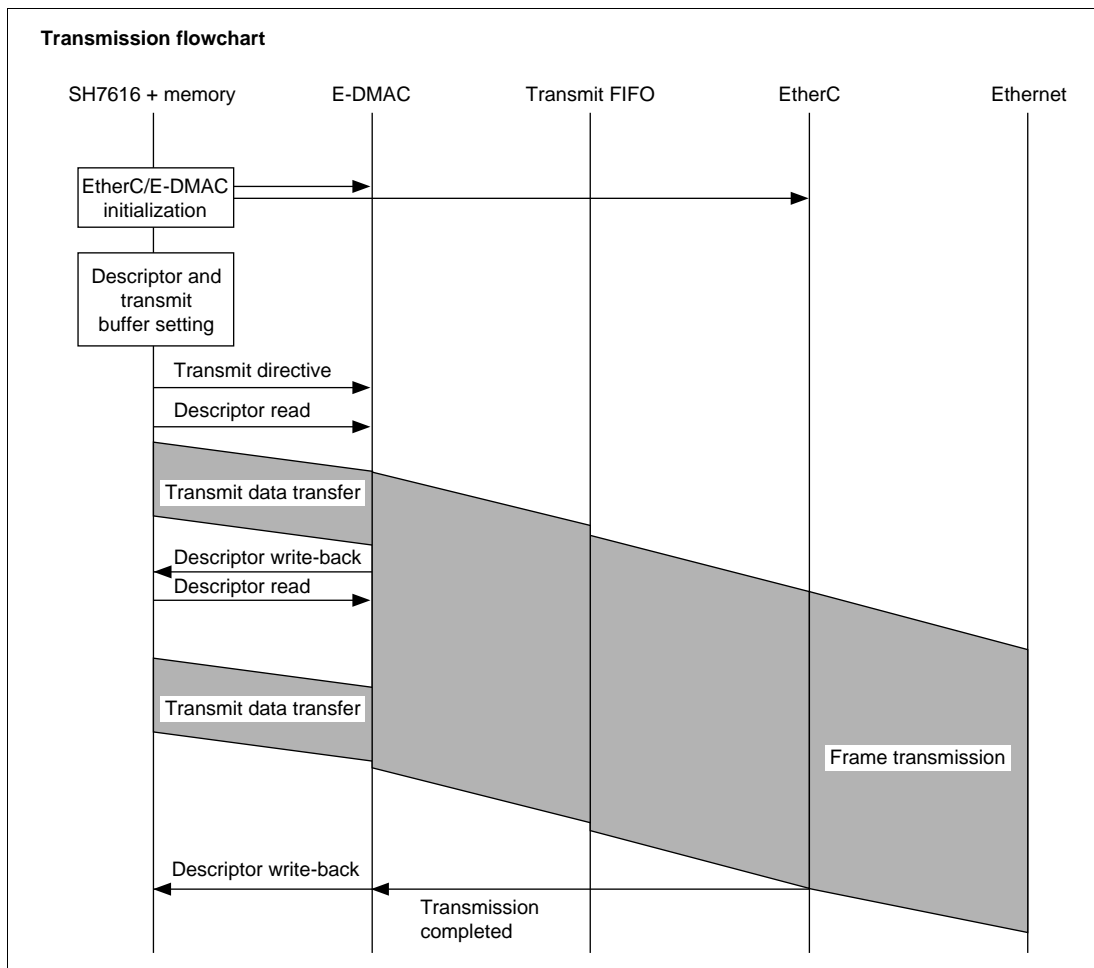 Transmission flowchart
SH7616 + memory
E-DMAC
Transmit FIFO
EtherC
Ethernet
EtherC/E-DMAC
initialization
Descriptor and
transmit
buffer setting
Transmit directive
Descriptor read
Transmit data transfer
Descriptor write-back
Descriptor read
Transmit data transfer
Frame transmission
Descriptor write-back
Transmission
completed